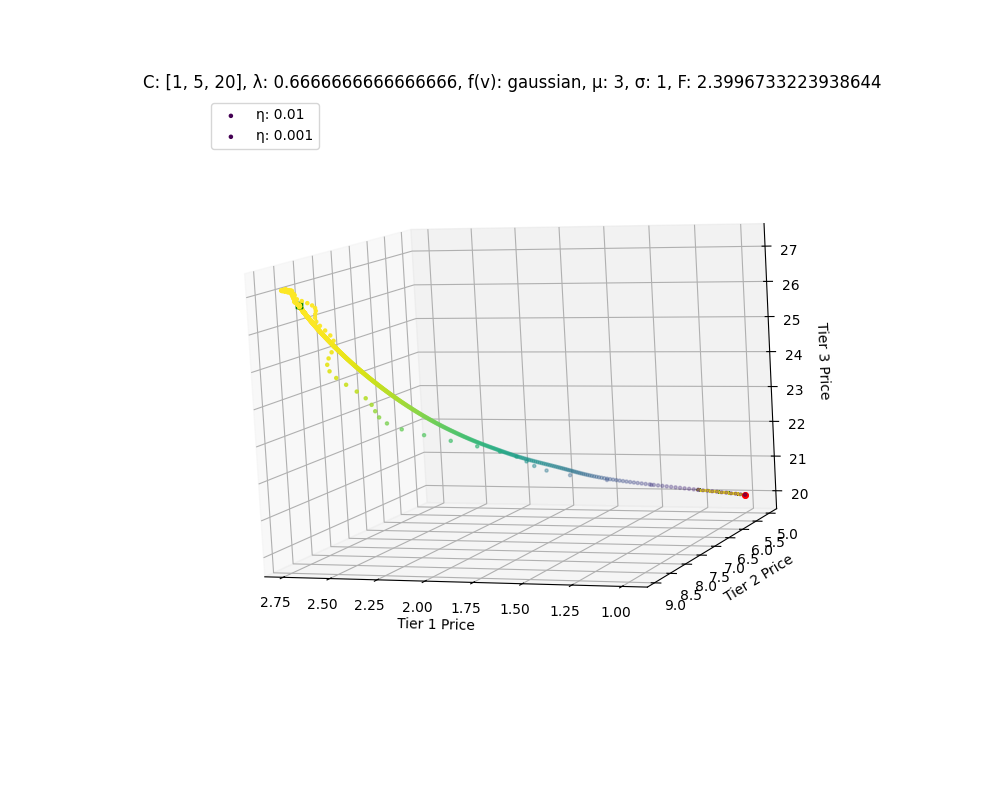 C: [1, 5, 20], λ: 0.6666666666666666, f(v): gaussian, μ: 3, σ: 1, F: 2.3996733223938644
η: 0.01
η: 0.001
27
26
25
24
23
22
21
20
Tier 3 Price
5.0
5.5
6.0
6.5
7.0
7.5
8.0
8.5
9.0
Tier 2 Price
2.75 2.50 2.25 2.00 1.75 1.50 1.25 1.00
Tier 1 Price